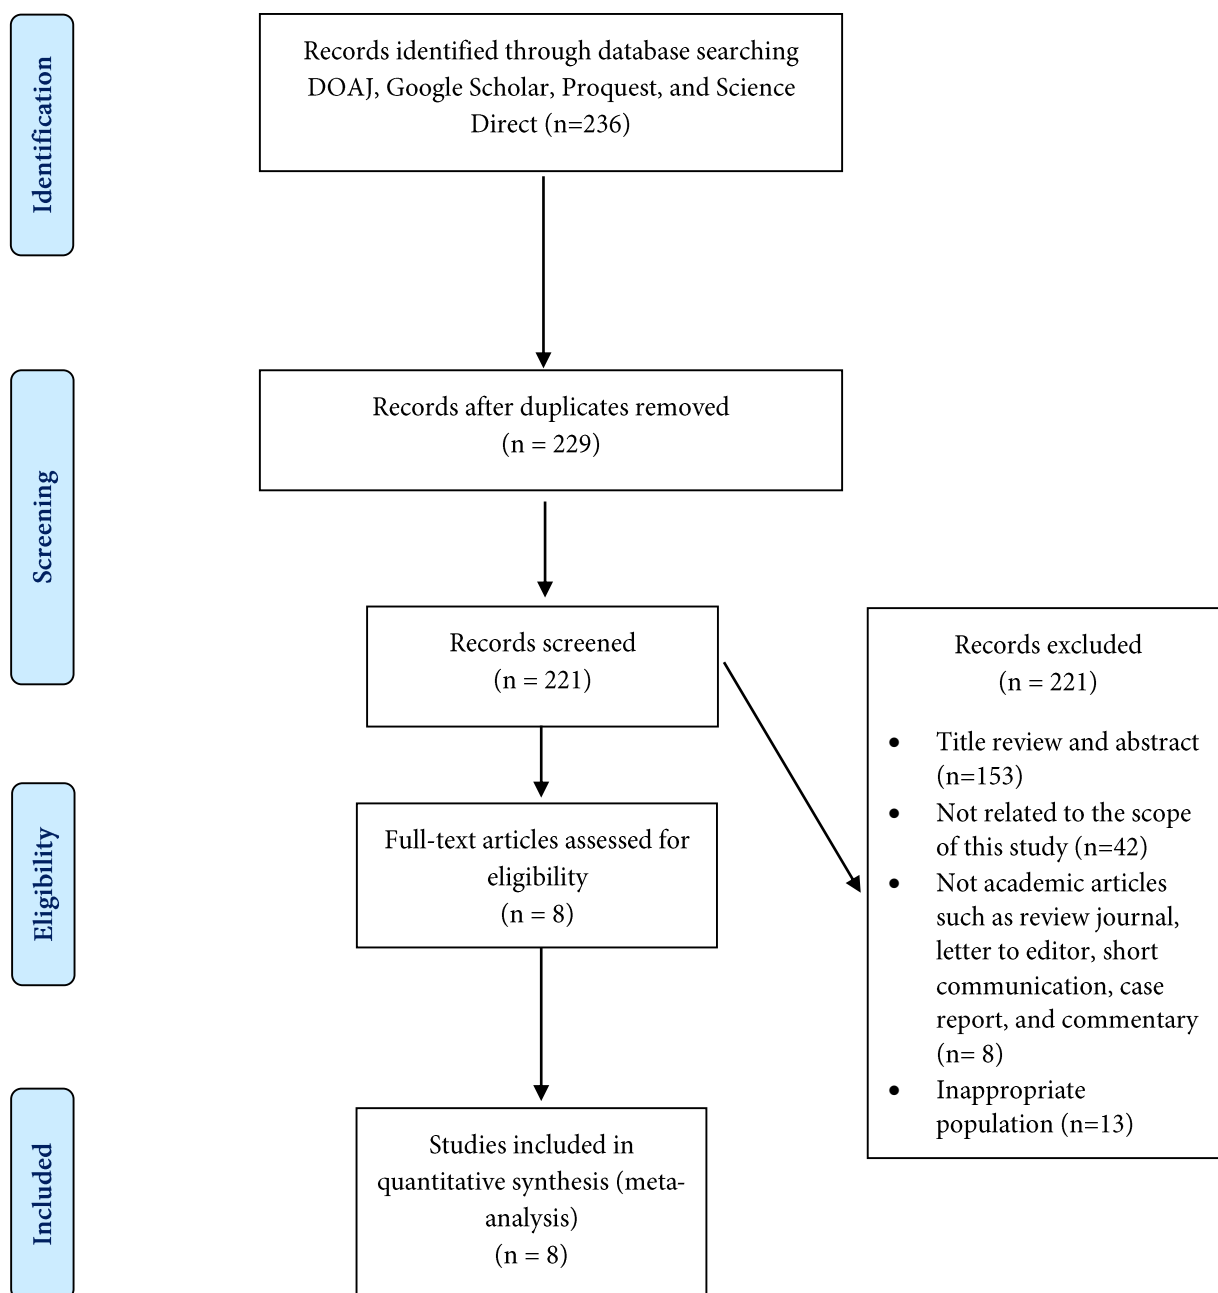 Identification
Records identified through database searching
DOAJ, Google Scholar, Proquest, and Science
Direct (n=236)
Screening
Records after duplicates removed
(n = 229)
Records screened
(n = 221)
Records excluded
(n = 221)
• Title review and abstract
(n=153)
• Not related to the scope
of this study (n=42)
• Not academic articles
such as review journal,
letter to editor, short
communication, case
report, and commentary
(n= 8)
• Inappropriate
population (n=13)
Eligibility
Full-text articles assessed for
eligibility
(n = 8)
Included
Studies included in
quantitative synthesis (meta-
analysis)
(n = 8)